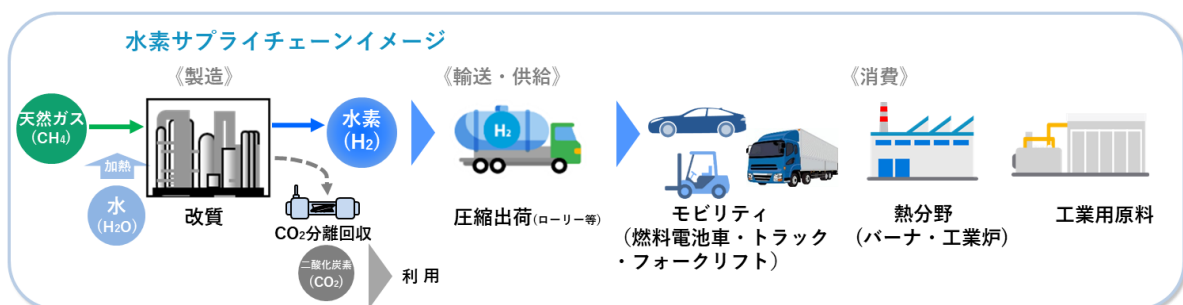 水素サプライチェーンイメージ
《製造》
《輸送・供給》
《消費》
天然ガス
(CH4)
水素
(H2)
H2
加熱
水
(H2O)
改質
CO2分離回収
二酸化炭素
(CO2)
利用
圧縮出荷(ローリー等)
モビリティ
(燃料電池車・トラック
・フォークリフト)
熱分野
(バーナ・工業炉)
工業用原料